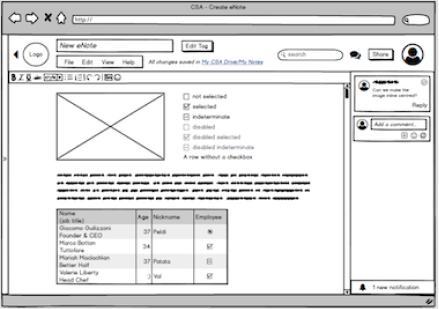 CSA - Create eNote
http://
Logo
New eNote
Edit Tag
search
Share
File Edit View Help
All changes saved in My CSA Drive/My Notes
B I U
not selected
selected
indeterminate
disabled
disabled selected
disabled indeterminate
A row without a checkbox
Can we make the
image inline centred?
Reply
Add a comment..
Name
(job title)
Age
Nickname
Employee
Giacomo Guilizzoni
Founder & CEO
37
Peldi
Marco Botton
Tuttofare
34
Mariah Maclachlan
Better Half
37
Patata
Valerie Liberty
Head Chef
Val
1 new notification